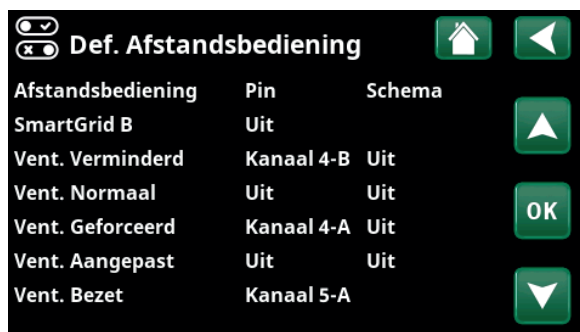 Def. Afstandsbediening
Afstandsbediening Pin Schema
SmartGrid B Uit
Vent. Verminderd Kanaal 4-B Uit
Vent. Normaal Uit Uit
Vent. Geforceerd Kanaal 4-A Uit
OK
Vent. Aangepast Uit Uit
Vent. Bezet Kanaal 5-A